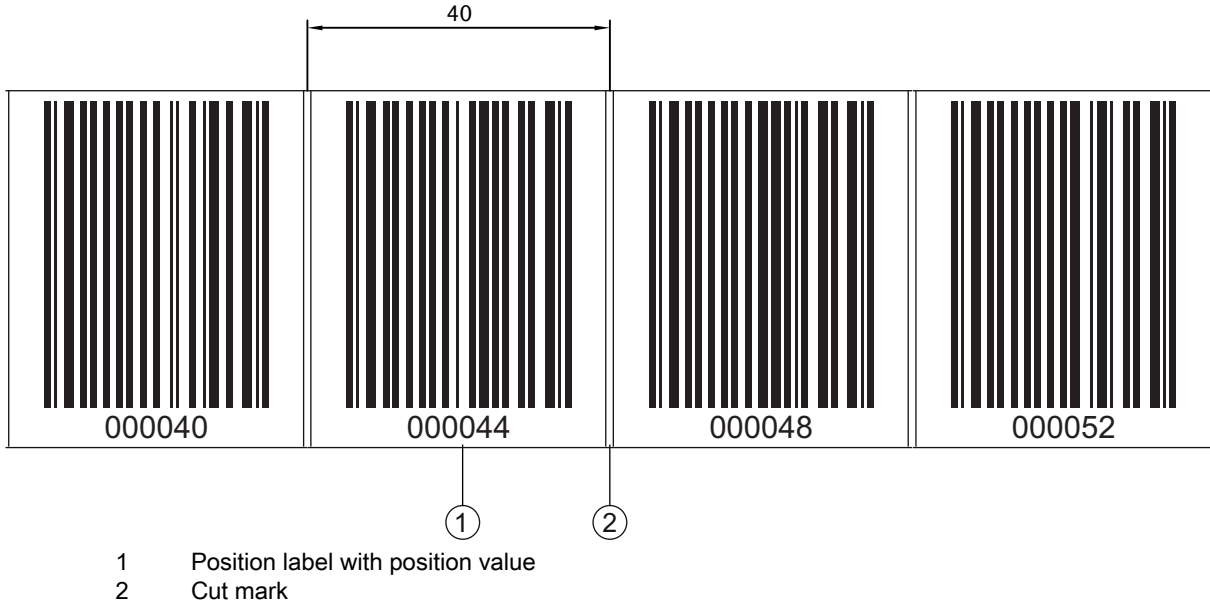 40
000040 000044 000048 000052
1 2
1 Position label with position value
2 Cut mark